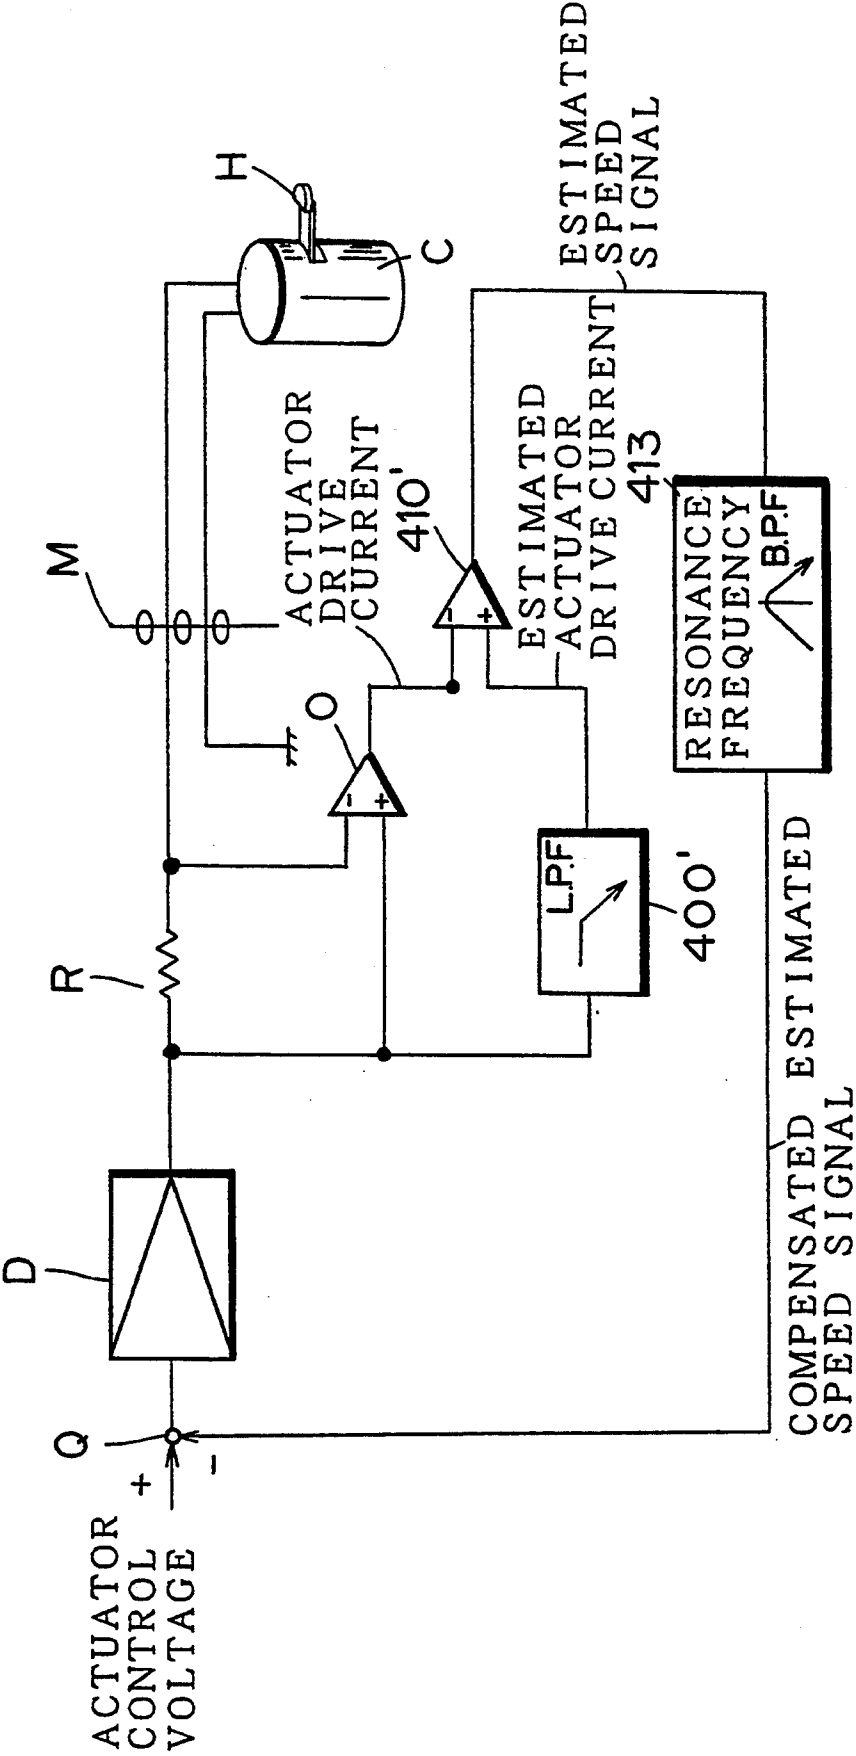 ACTUATOR
CONTROL
VOLTAGE
+
-
Q
D
R
M
H
C
O
-
+
ACTUATOR
DRIVE
CURRENT
410'
-
+
ESTIMATED
ACTUATOR
DRIVE CURRENT
L.P.F
400'
ESTIMATED
SPEED
SIGNAL
413
RESONANCE
FREQUENCY
B.P.F
COMPENSATED ESTIMATED
SPEED SIGNAL